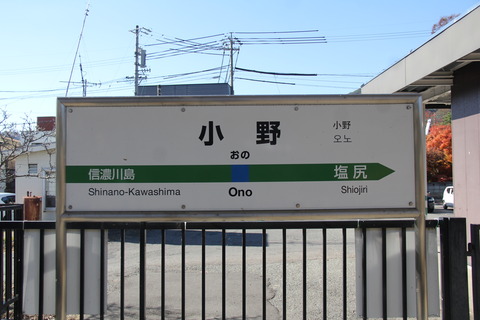 小野
小野
오노
おの
信濃川島
塩尻
Shinano-Kawashima
Ono
Shiojiri